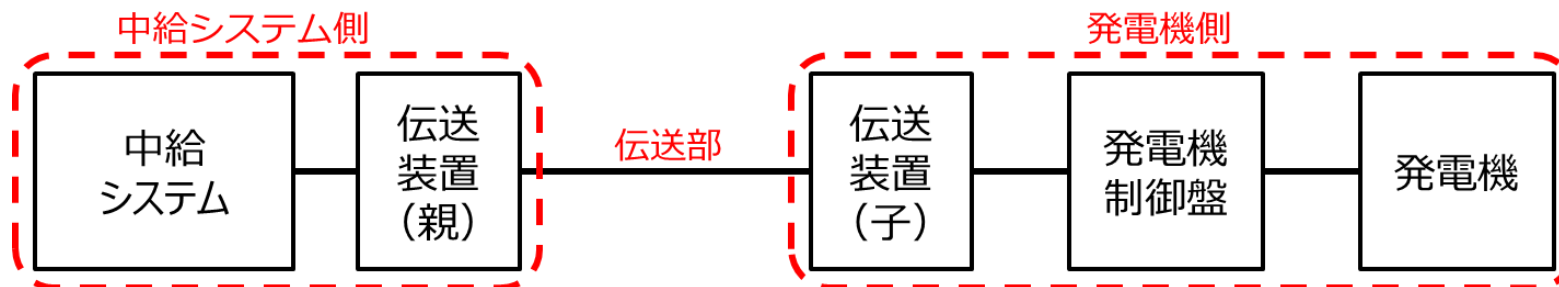 中給システム側
発電機側
中給
システム
伝送
装置
（親）
伝送部
伝送
装置
（子）
発電機
制御盤
発電機